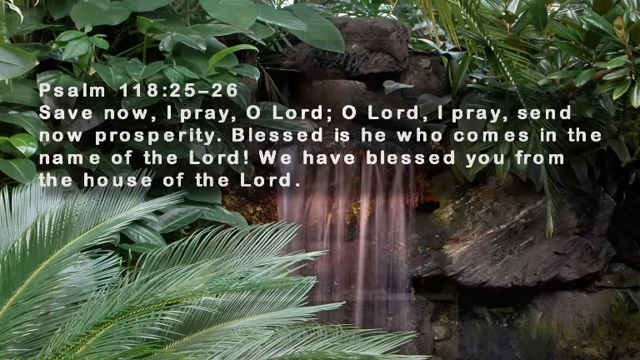 Psalm 118:25–26
Save now, I pray, O Lord; O Lord, I pray, send
now prosperity. Blessed is he who comes in the
name of the Lord! We have blessed you from
the house of the Lord.